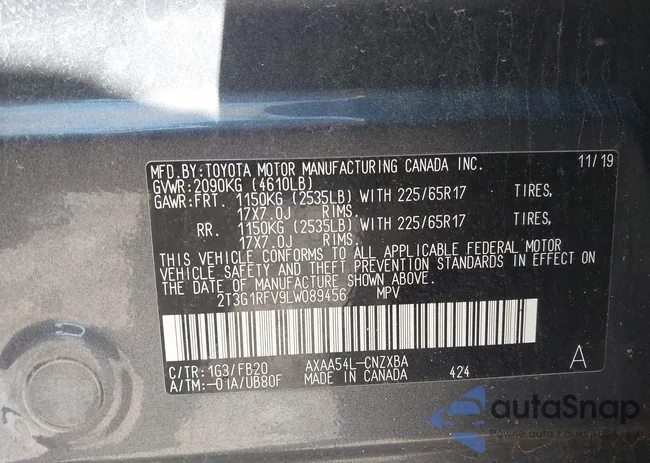 MFD.BY:TOYOTA MOTOR MANUFACTURING CANADA INC. 11/19
GVWR:2090KG (4610LB)
GAWR:FRT. 1150KG (2535LB) WITH 225/65R17 TIRES,
17X7.0J RIMS.
RR. 1150KG (2535LB) WITH 225/65R17 TIRES,
17X7.0J RIMS.
THIS VEHICLE CONFORMS TO ALL APPLICABLE FEDERAL MOTOR
VEHICLE SAFETY AND THEFT PREVENTION STANDARDS IN EFFECT ON
THE DATE OF MANUFACTURE SHOWN ABOVE.
2T3G1RFV9LW089456 MPV
C/TR:1G3/FB20 AXAA54L-CNZXBA A
A/TM:-01A/UB80F MADE IN CANADA 424
autaSnap
Pewne auta